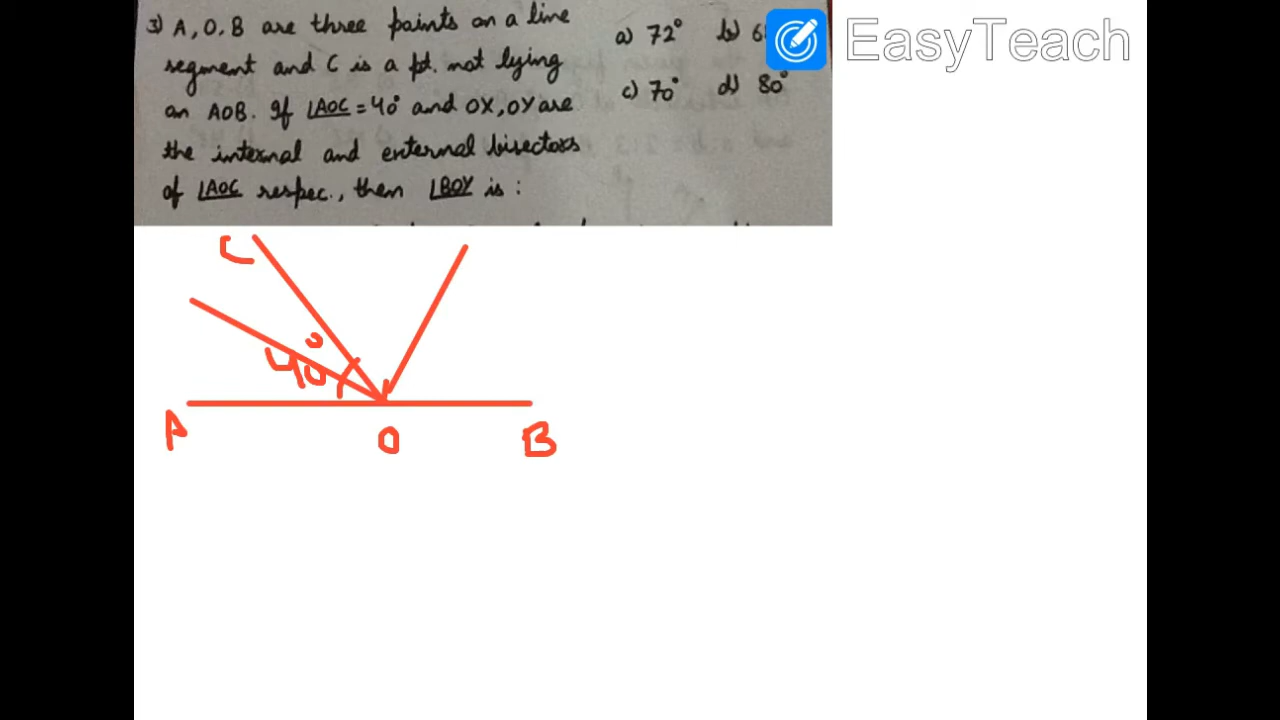 3) A, O, B are three points on a line
segment and C is a pt. not lying
on AOB. If ∠AOC = 40° and OX, OY are
the internal and external bisectors
of ∠AOC respec., then ∠BOY is :
a) 72° b) 6
c) 70° d) 80°
EasyTeach
C
40°
A O B